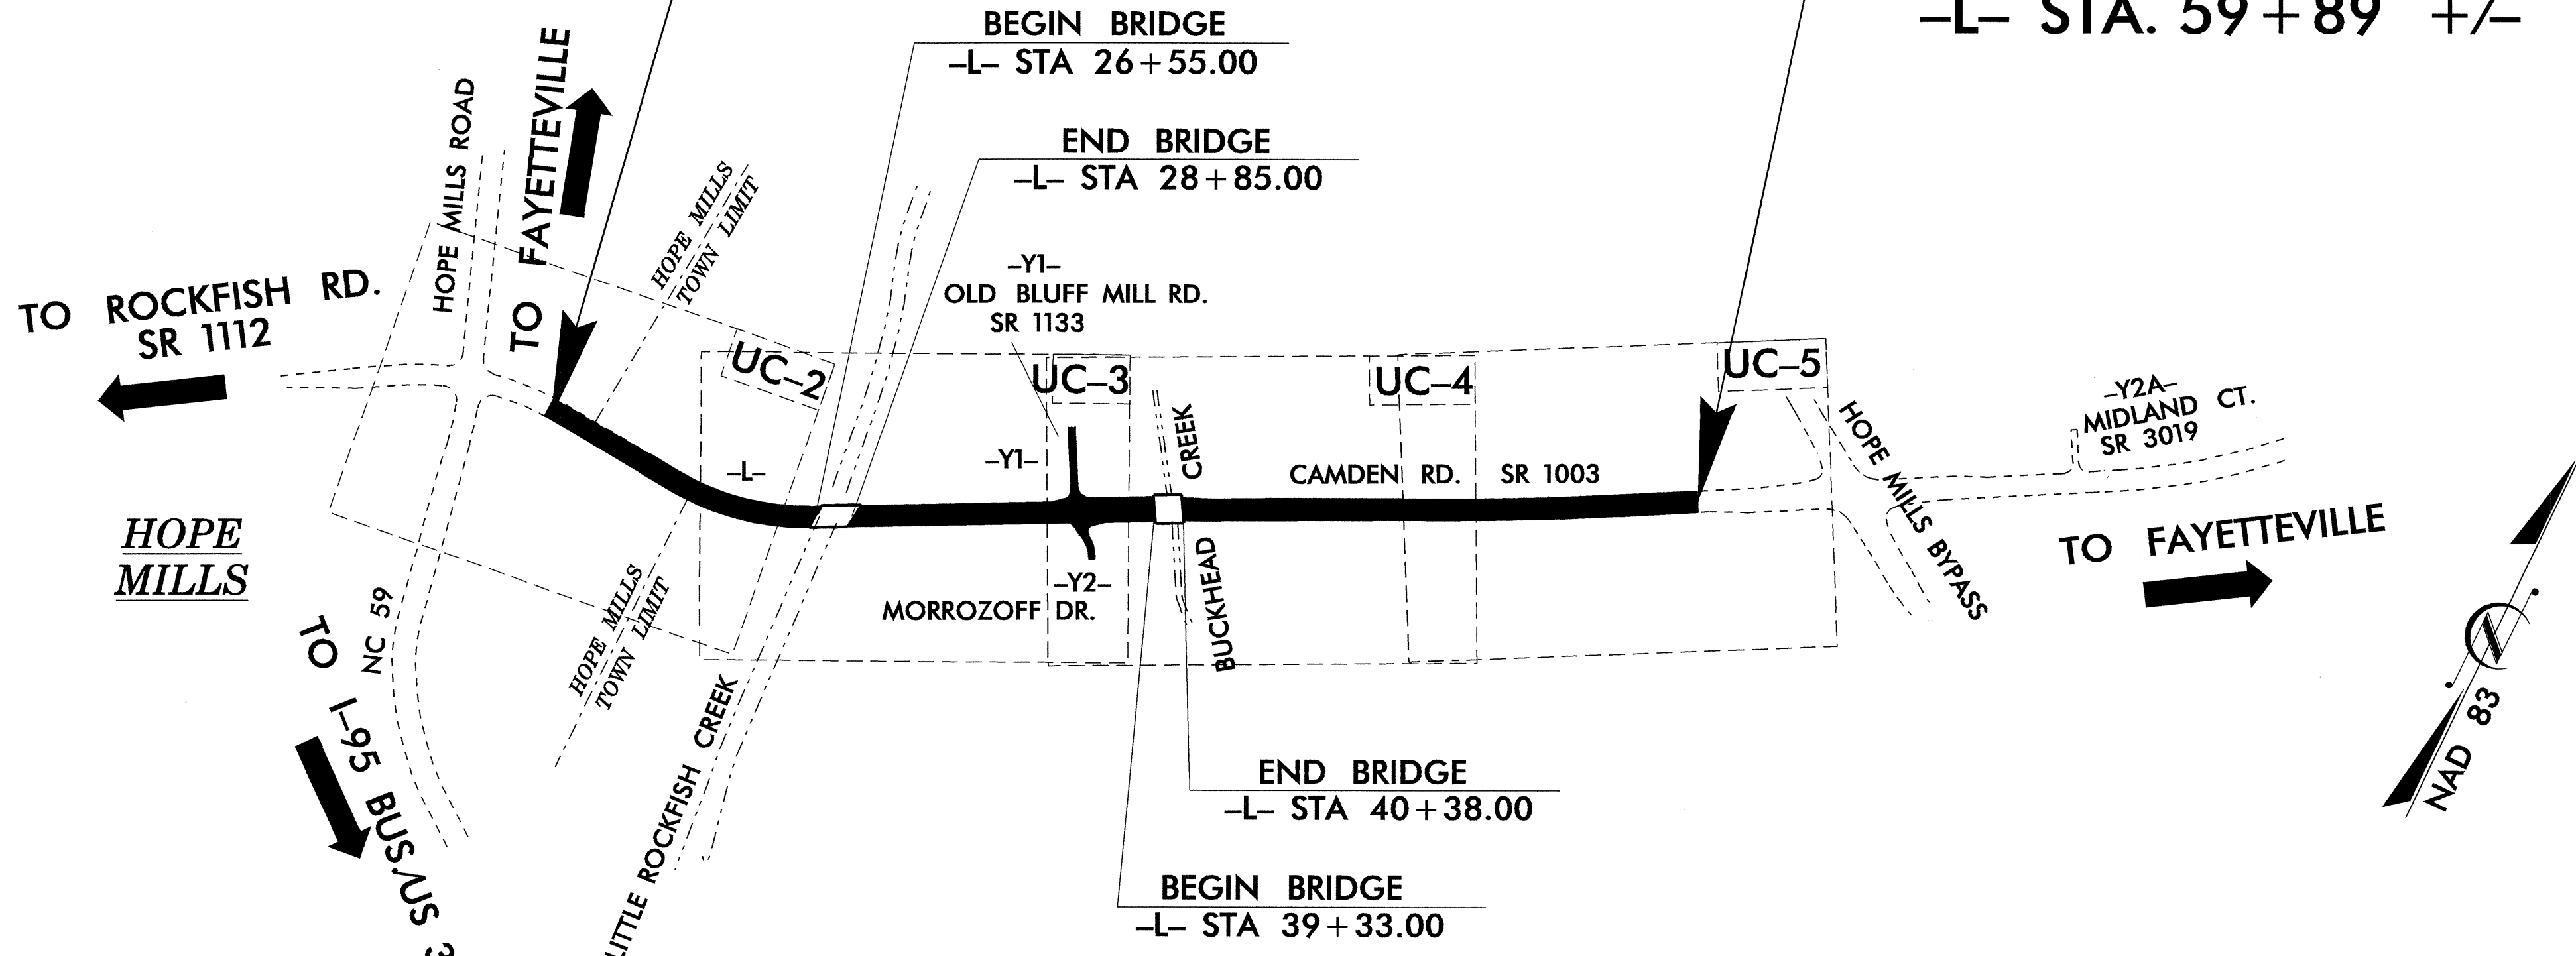 –L– STA. 59+89 +/–
BEGIN BRIDGE
–L– STA 26+55.00
END BRIDGE
–L– STA 28+85.00
HOPE MILLS ROAD
TO FAYETTEVILLE
HOPE MILLS
TOWN LIMIT
–Y1–
OLD BLUFF MILL RD.
SR 1133
TO ROCKFISH RD.
SR 1112
UC–2
UC–3
UC–4
UC–5
–L–
–Y1–
CREEK
CAMDEN RD. SR 1003
HOPE MILLS BYPASS
–Y2A–
MIDLAND CT.
SR 3019
HOPE
MILLS
TO FAYETTEVILLE
–Y2–
MORROZOFF DR.
BUCKHEAD
HOPE MILLS
TOWN LIMIT
NC 59
TO I–95 BUS./US
LITTLE ROCKFISH CREEK
NAD 83
END BRIDGE
–L– STA 40+38.00
BEGIN BRIDGE
–L– STA 39+33.00